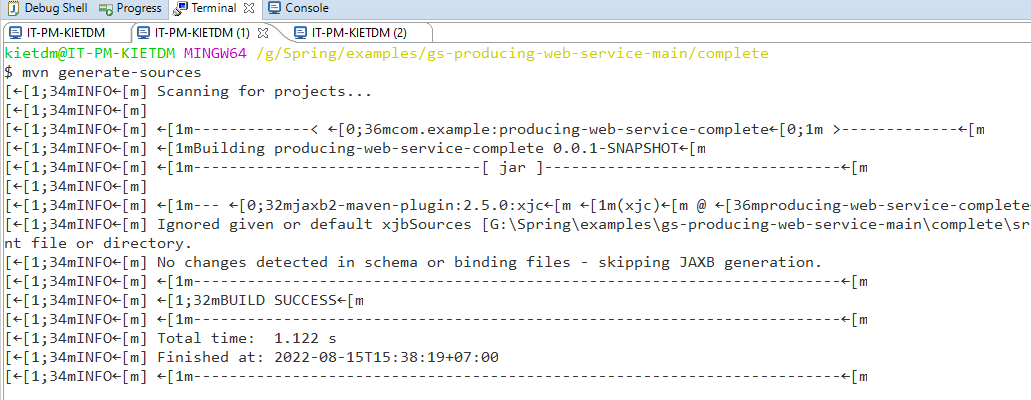 Debug Shell Progress Terminal Console
IT-PM-KIETDM IT-PM-KIETDM (1) IT-PM-KIETDM (2)
kietdm@IT-PM-KIETDM MINGW64 /g/Spring/examples/gs-producing-web-service-main/complete
$ mvn generate-sources
[←[1;34mINFO←[m] Scanning for projects...
[←[1;34mINFO←[m]
[←[1;34mINFO←[m] ←[1m-------------< ←[0;36mcom.example:producing-web-service-complete←[0;1m >-------------←[m
[←[1;34mINFO←[m] ←[1mBuilding producing-web-service-complete 0.0.1-SNAPSHOT←[m
[←[1;34mINFO←[m] ←[1m--------------------------------[ jar ]---------------------------------←[m
[←[1;34mINFO←[m]
[←[1;34mINFO←[m] ←[1m--- ←[0;32mjaxb2-maven-plugin:2.5.0:xjc←[m ←[1m(xjc)←[m @ ←[36mproducing-web-service-complete←
[←[1;34mINFO←[m] Ignored given or default xjbSources [G:\Spring\examples\gs-producing-web-service-main\complete\sr
nt file or directory.
[←[1;34mINFO←[m] No changes detected in schema or binding files - skipping JAXB generation.
[←[1;34mINFO←[m] ←[1m------------------------------------------------------------------------←[m
[←[1;34mINFO←[m] ←[1;32mBUILD SUCCESS←[m
[←[1;34mINFO←[m] ←[1m------------------------------------------------------------------------←[m
[←[1;34mINFO←[m] Total time:  1.122 s
[←[1;34mINFO←[m] Finished at: 2022-08-15T15:38:19+07:00
[←[1;34mINFO←[m] ←[1m------------------------------------------------------------------------←[m